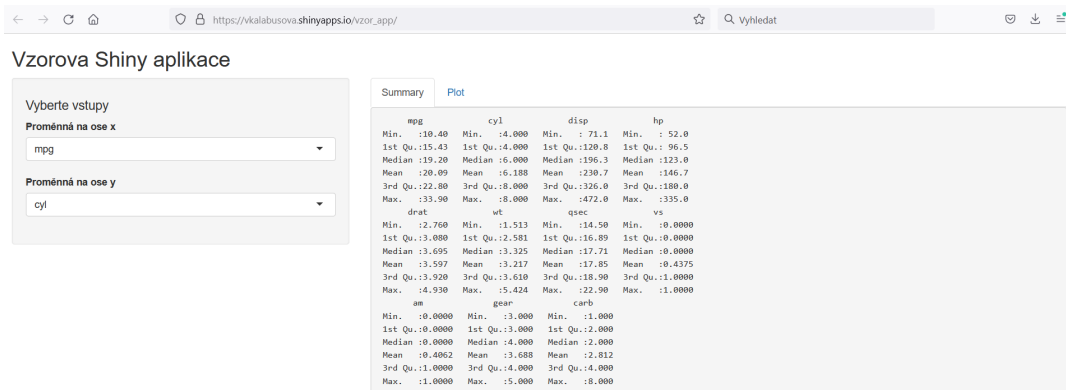 https://vkalabusova.shinyapps.io/vzor_app/
Vyhledat
Vzorova Shiny aplikace
Vyberte vstupy
Proměnná na ose x
mpg
Proměnná na ose y
cyl
Summary Plot
mpg cyl disp hp
Min. :10.40 Min. :4.000 Min. : 71.1 Min. : 52.0
1st Qu.:15.43 1st Qu.:4.000 1st Qu.:120.8 1st Qu.: 96.5
Median :19.20 Median :6.000 Median :196.3 Median :123.0
Mean :20.09 Mean :6.188 Mean :230.7 Mean :146.7
3rd Qu.:22.80 3rd Qu.:8.000 3rd Qu.:326.0 3rd Qu.:180.0
Max. :33.90 Max. :8.000 Max. :472.0 Max. :335.0
drat wt qsec vs
Min. :2.760 Min. :1.513 Min. :14.50 Min. :0.0000
1st Qu.:3.080 1st Qu.:2.581 1st Qu.:16.89 1st Qu.:0.0000
Median :3.695 Median :3.325 Median :17.71 Median :0.0000
Mean :3.597 Mean :3.217 Mean :17.85 Mean :0.4375
3rd Qu.:3.920 3rd Qu.:3.610 3rd Qu.:18.90 3rd Qu.:1.0000
Max. :4.930 Max. :5.424 Max. :22.90 Max. :1.0000
am gear carb
Min. :0.0000 Min. :3.000 Min. :1.000
1st Qu.:0.0000 1st Qu.:3.000 1st Qu.:2.000
Median :0.0000 Median :4.000 Median :2.000
Mean :0.4062 Mean :3.688 Mean :2.812
3rd Qu.:1.0000 3rd Qu.:4.000 3rd Qu.:4.000
Max. :1.0000 Max. :5.000 Max. :8.000